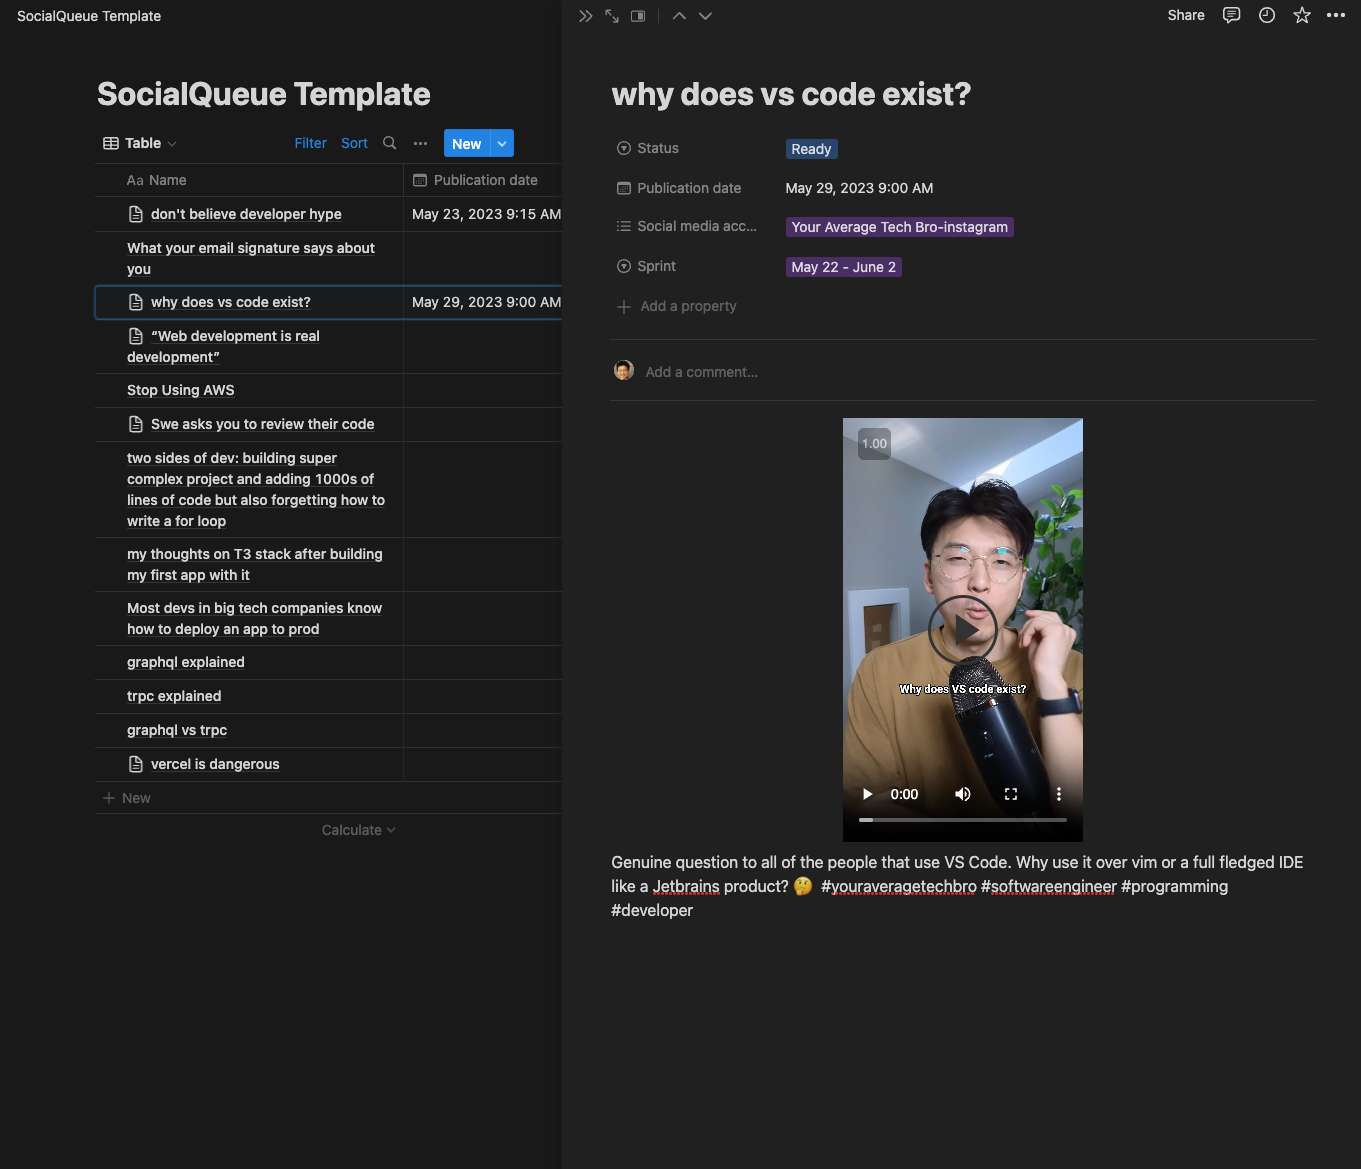 SocialQueue Template
Share
SocialQueue Template
Table
Filter
Sort
New
Aa Name
Publication date
don't believe developer hype
May 23, 2023 9:15 AM
What your email signature says about
you
why does vs code exist?
May 29, 2023 9:00 AM
“Web development is real
development”
Stop Using AWS
Swe asks you to review their code
two sides of dev: building super
complex project and adding 1000s of
lines of code but also forgetting how to
write a for loop
my thoughts on T3 stack after building
my first app with it
Most devs in big tech companies know
how to deploy an app to prod
graphql explained
trpc explained
graphql vs trpc
vercel is dangerous
New
Calculate
why does vs code exist?
Status
Ready
Publication date
May 29, 2023 9:00 AM
Social media acc...
Your Average Tech Bro-instagram
Sprint
May 22 - June 2
Add a property
Add a comment...
1.00
Why does VS code exist?
0:00
Genuine question to all of the people that use VS Code. Why use it over vim or a full fledged IDE
like a Jetbrains product? 🤔 #youraveragetechbro #softwareengineer #programming
#developer